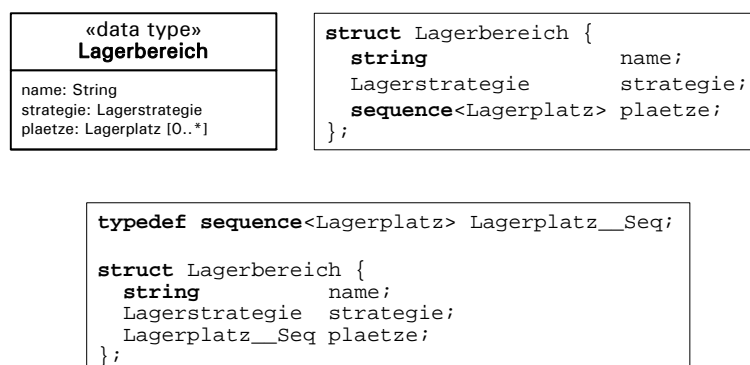 «data type»
Lagerbereich
name: String
strategie: Lagerstrategie
plaetze: Lagerplatz [0..*]
struct Lagerbereich {
  string              name;
  Lagerstrategie      strategie;
  sequence<Lagerplatz> plaetze;
};
typedef sequence<Lagerplatz> Lagerplatz__Seq;
struct Lagerbereich {
  string          name;
  Lagerstrategie  strategie;
  Lagerplatz__Seq plaetze;
};